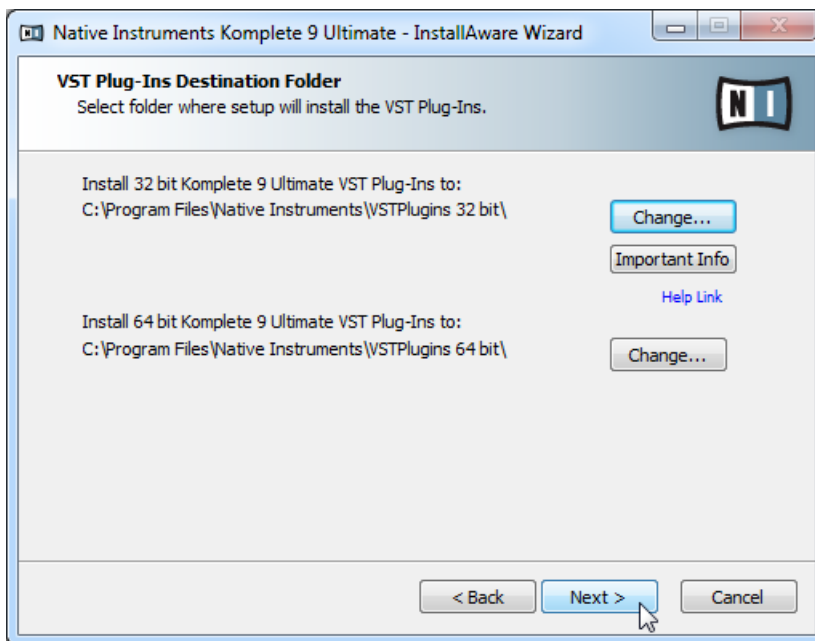 Native Instruments Komplete 9 Ultimate - InstallAware Wizard
VST Plug-Ins Destination Folder
Select folder where setup will install the VST Plug-Ins.
N I
Install 32 bit Komplete 9 Ultimate VST Plug-Ins to:
C:\Program Files\Native Instruments\VSTPlugins 32 bit\
Change...
Important Info
Help Link
Install 64 bit Komplete 9 Ultimate VST Plug-Ins to:
C:\Program Files\Native Instruments\VSTPlugins 64 bit\
Change...
< Back
Next >
Cancel